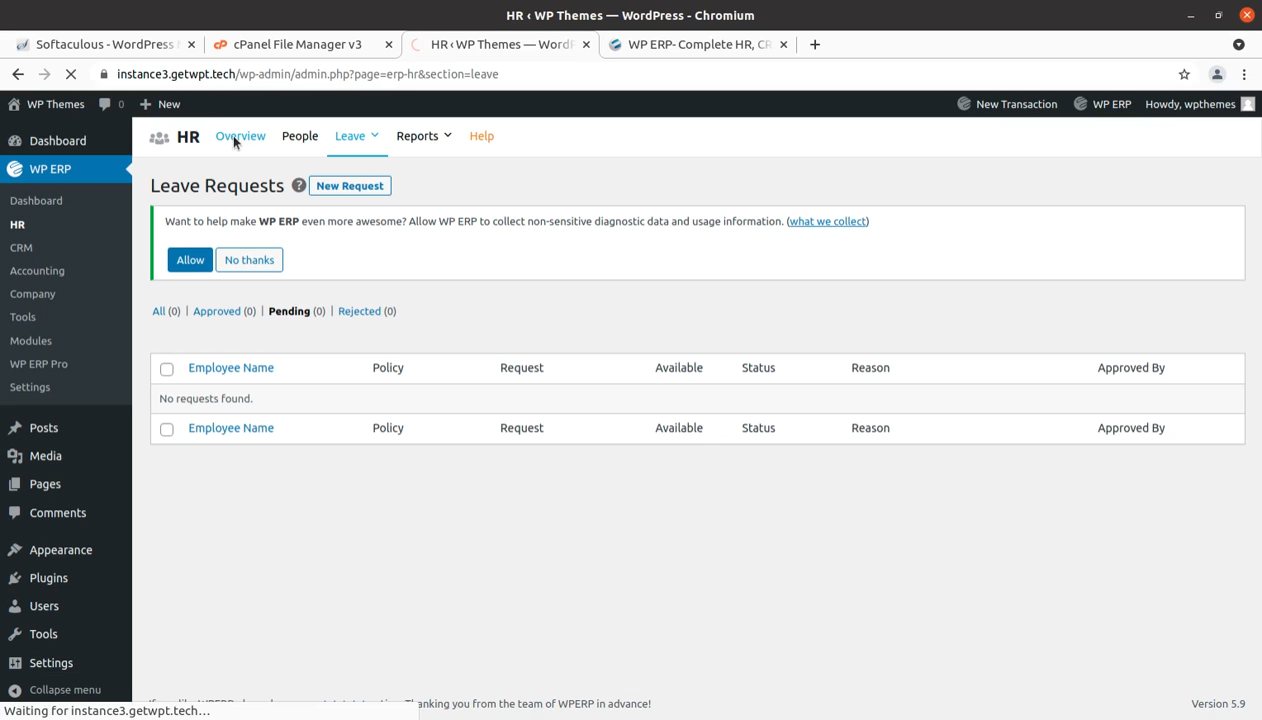 HR ‹ WP Themes — WordPress - Chromium
Softaculous - WordPress
cPanel File Manager v3
HR ‹ WP Themes — WordP
WP ERP- Complete HR, CR
instance3.getwpt.tech/wp-admin/admin.php?page=erp-hr&section=leave
WP Themes 0 New
New Transaction WP ERP Howdy, wpthemes
Dashboard
WP ERP
Dashboard
HR
CRM
Accounting
Company
Tools
Modules
WP ERP Pro
Settings
Posts
Media
Pages
Comments
Appearance
Plugins
Users
Tools
Settings
Collapse menu
HR Overview People Leave Reports Help
Leave Requests ? New Request
Want to help make WP ERP even more awesome? Allow WP ERP to collect non-sensitive diagnostic data and usage information. (what we collect)
Allow No thanks
All (0) | Approved (0) | Pending (0) | Rejected (0)
Employee Name Policy Request Available Status Reason Approved By
No requests found.
Employee Name Policy Request Available Status Reason Approved By
Thanking you from the team of WPERP in advance!
Version 5.9
Waiting for instance3.getwpt.tech...